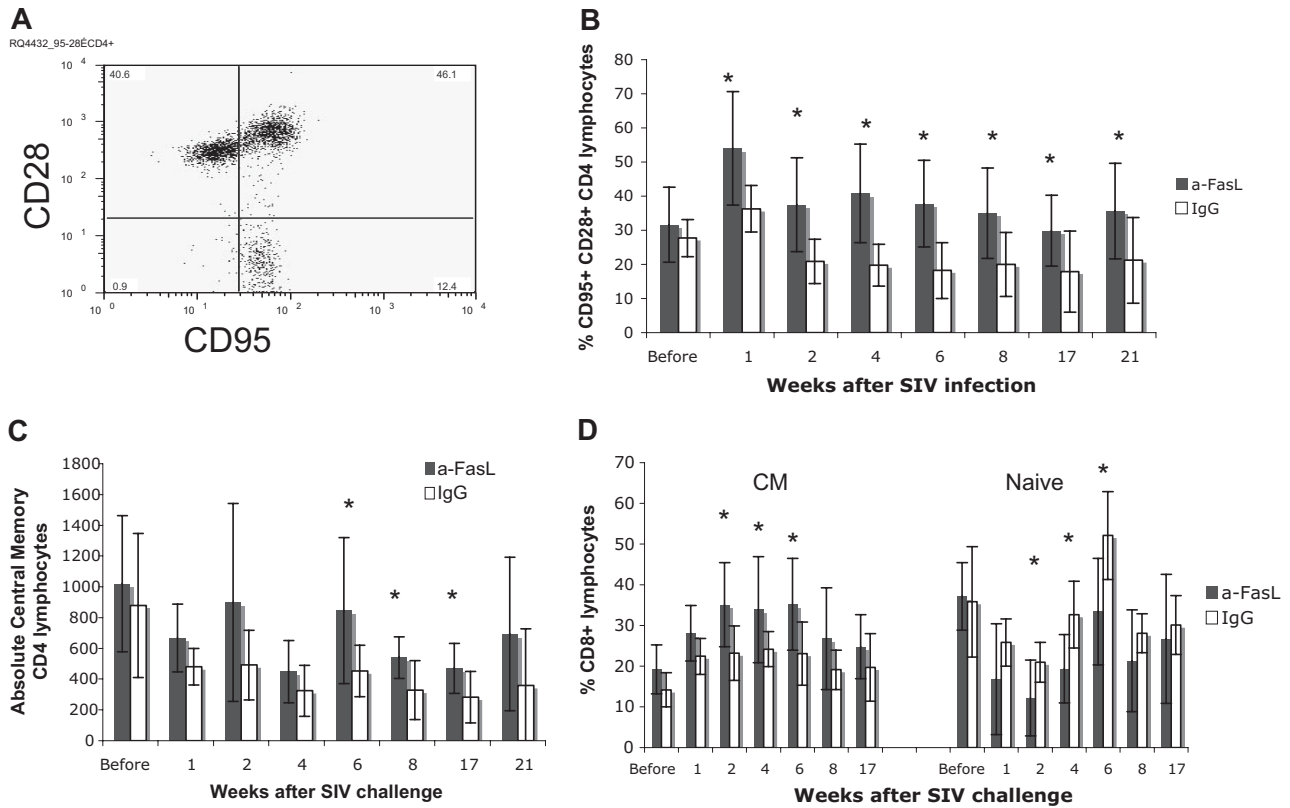 A
RQ4432_95-28ÉCD4+
10 4
10 3
10 2
10 1
10 0
40.6
46.1
0.9
12.4
10 0
10 1
10 2
10 3
10 4
CD28
CD95
B
80
70
60
50
40
30
20
10
0
% CD95+ CD28+ CD4 lymphocytes
* * * * * * *
a-FasL
IgG
Before 1 2 4 6 8 17 21
Weeks after SIV infection
C
1800
1600
1400
1200
1000
800
600
400
200
0
Absolute Central Memory
CD4 lymphocytes
a-FasL
IgG
* * *
Before 1 2 4 6 8 17 21
Weeks after SIV challenge
D
70
60
50
40
30
20
10
0
% CD8+ lymphocytes
CM
Naive
* * * * * *
a-FasL
IgG
Before 1 2 4 6 8 17 Before 1 2 4 6 8 17
Weeks after SIV challenge